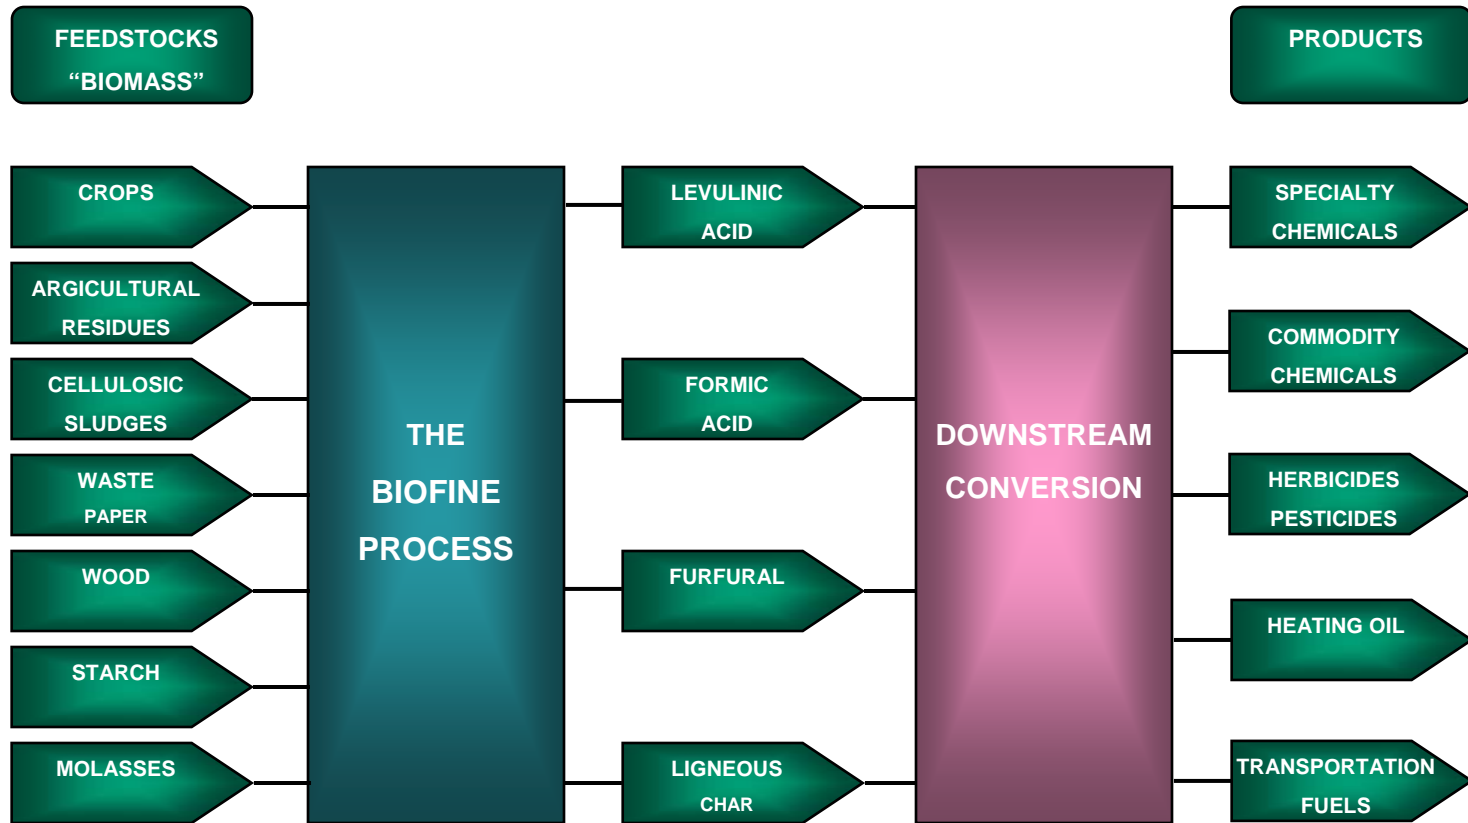 FEEDSTOCKS
“BIOMASS”
PRODUCTS
CROPS
ARGICULTURAL
RESIDUES
CELLULOSIC
SLUDGES
WASTE
PAPER
WOOD
STARCH
MOLASSES
THE
BIOFINE
PROCESS
LEVULINIC
ACID
FORMIC
ACID
FURFURAL
LIGNEOUS
CHAR
DOWNSTREAM
CONVERSION
SPECIALTY
CHEMICALS
COMMODITY
CHEMICALS
HERBICIDES
PESTICIDES
HEATING OIL
TRANSPORTATION
FUELS